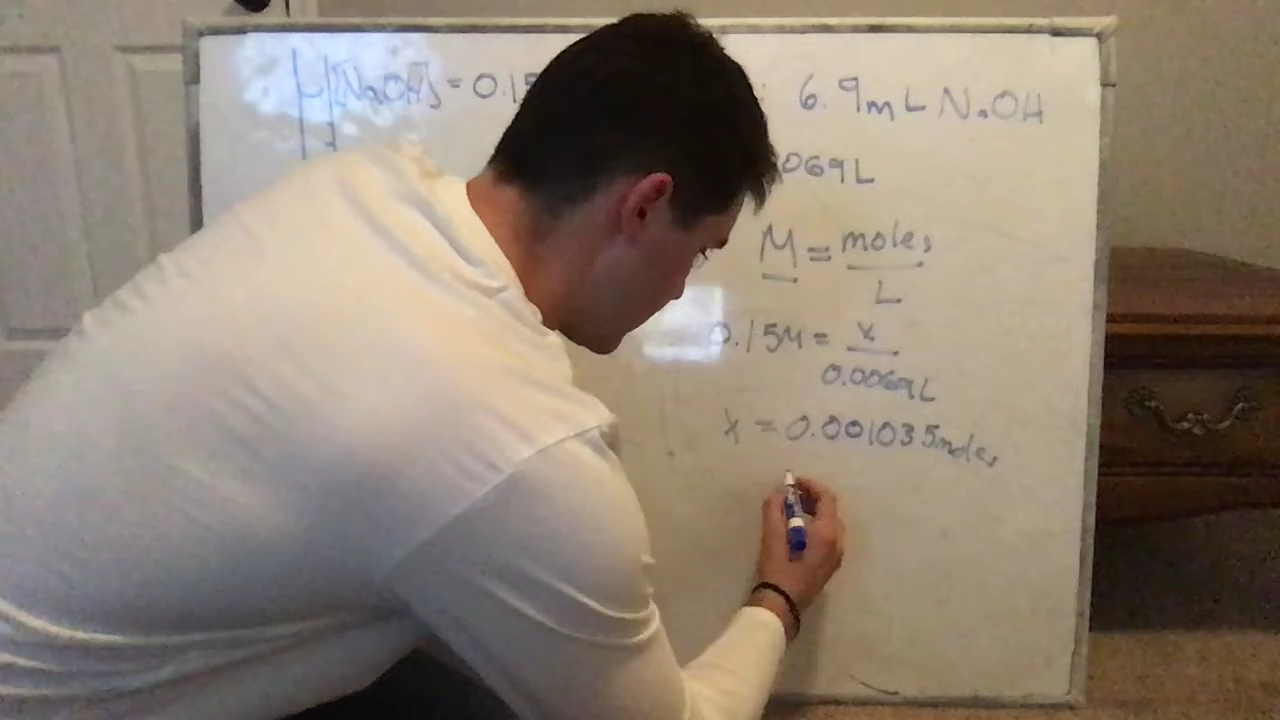 [NaOH] = 0.15
6.9mL NaOH
069L
M = moles
L
0.15M = x
0.0069L
x = 0.001035moles